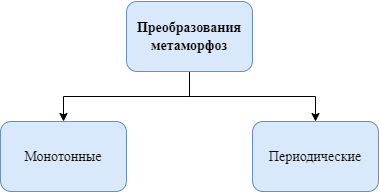 Преобразования
метаморфоз
Монотонные
Периодические